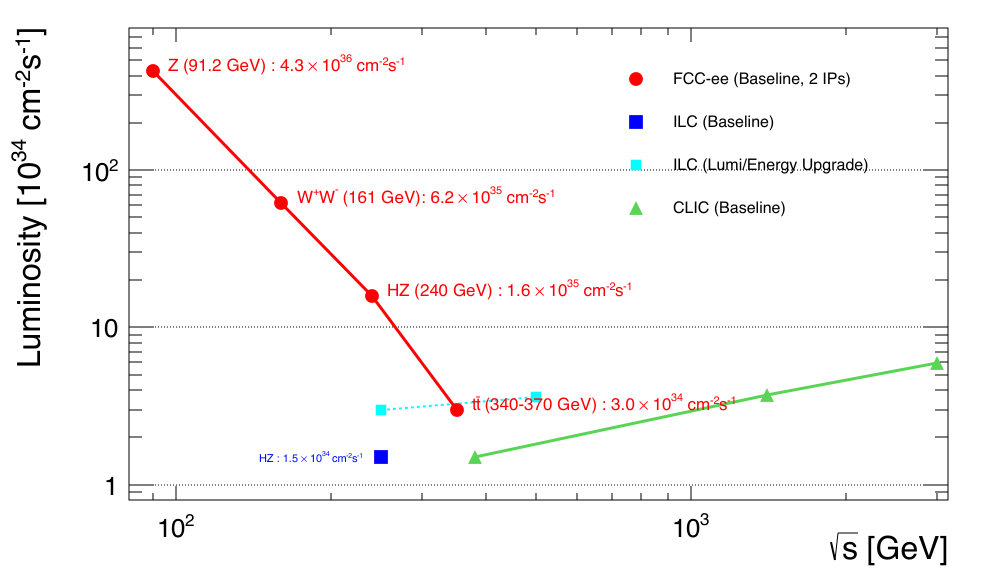 Luminosity [10³⁴ cm⁻²s⁻¹]
Z (91.2 GeV) : 4.3 × 10³⁶ cm⁻²s⁻¹
FCC-ee (Baseline, 2 IPs)
ILC (Baseline)
ILC (Lumi/Energy Upgrade)
CLIC (Baseline)
10²
W⁺W⁻ (161 GeV): 6.2 × 10³⁵ cm⁻²s⁻¹
HZ (240 GeV) : 1.6 × 10³⁵ cm⁻²s⁻¹
10
tt̄ (340-370 GeV) : 3.0 × 10³⁴ cm⁻²s⁻¹
HZ : 1.5 × 10³⁴ cm⁻²s⁻¹
1
10² 10³
√s [GeV]